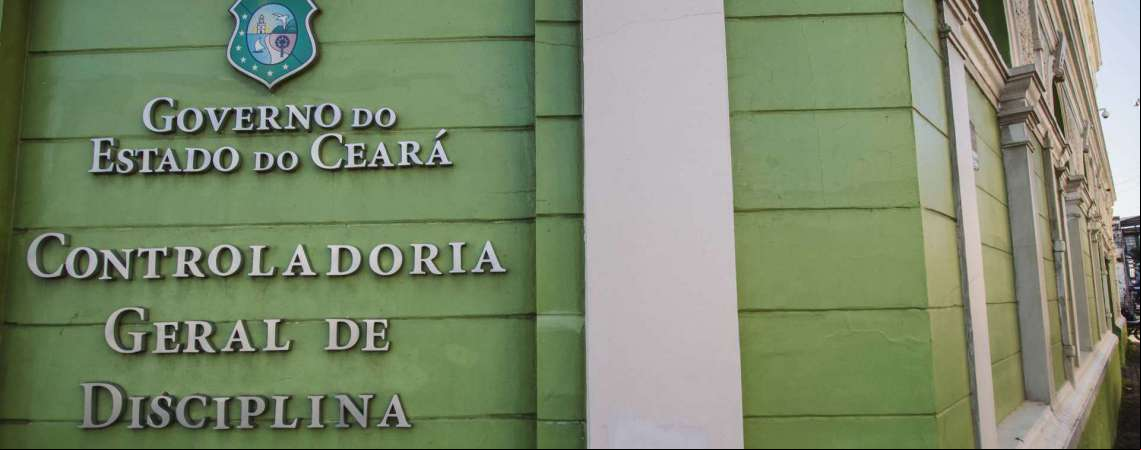 Governo do
Estado do Ceará
Controladoria
Geral de
Disciplina